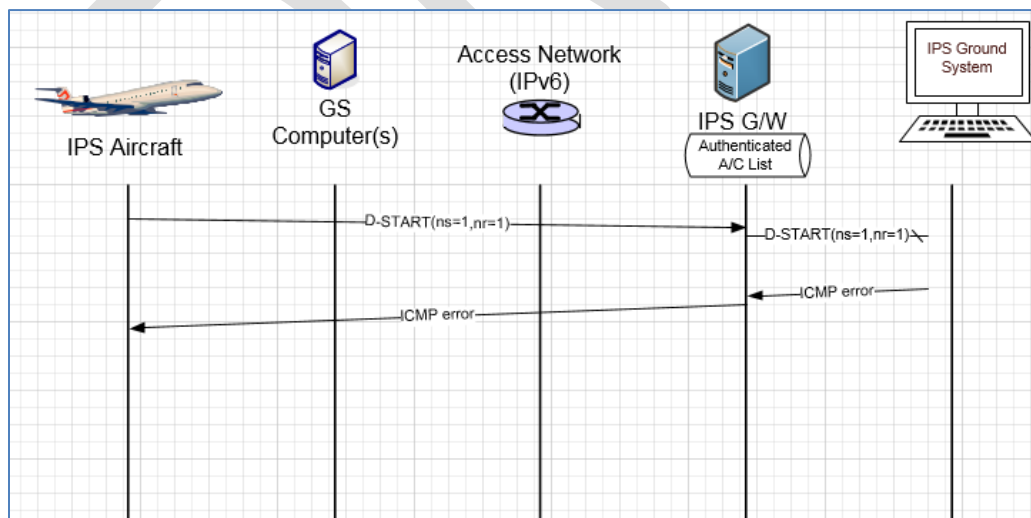 IPS Aircraft
GS
Computer(s)
Access Network
(IPv6)
IPS G/W
Authenticated
A/C List
IPS Ground
System
D-START(ns=1,nr=1)
D-START(ns=1,nr=1)
ICMP error
ICMP error